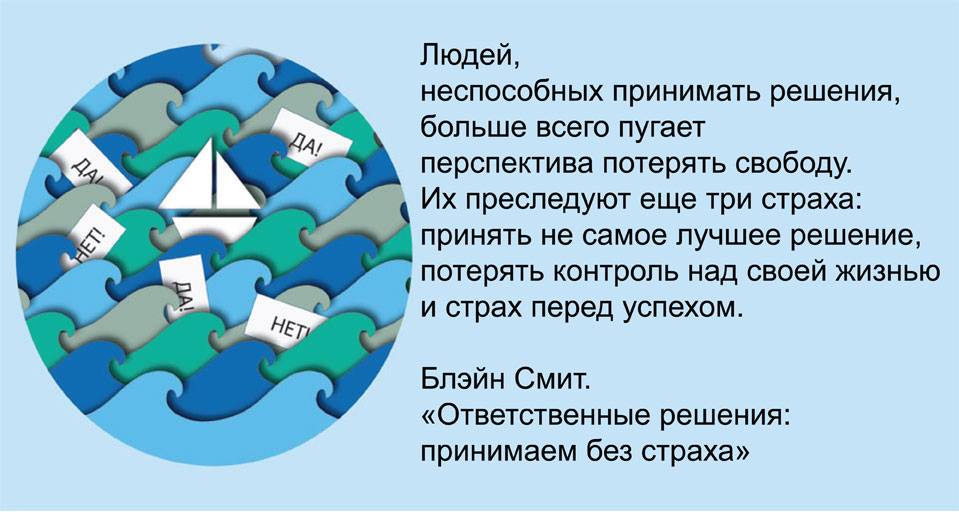 Людей,
неспособных принимать решения,
больше всего пугает
перспектива потерять свободу.
Их преследуют еще три страха:
принять не самое лучшее решение,
потерять контроль над своей жизнью
и страх перед успехом.
Блэйн Смит.
«Ответственные решения:
принимаем без страха»
ДА!
ДА!
НЕТ!
ДА!
НЕТ!